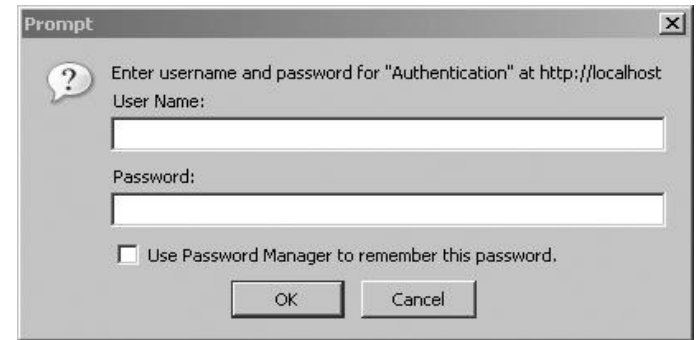 Prompt
Enter username and password for "Authentication" at http://localhost
User Name:
Password:
Use Password Manager to remember this password.
OK Cancel